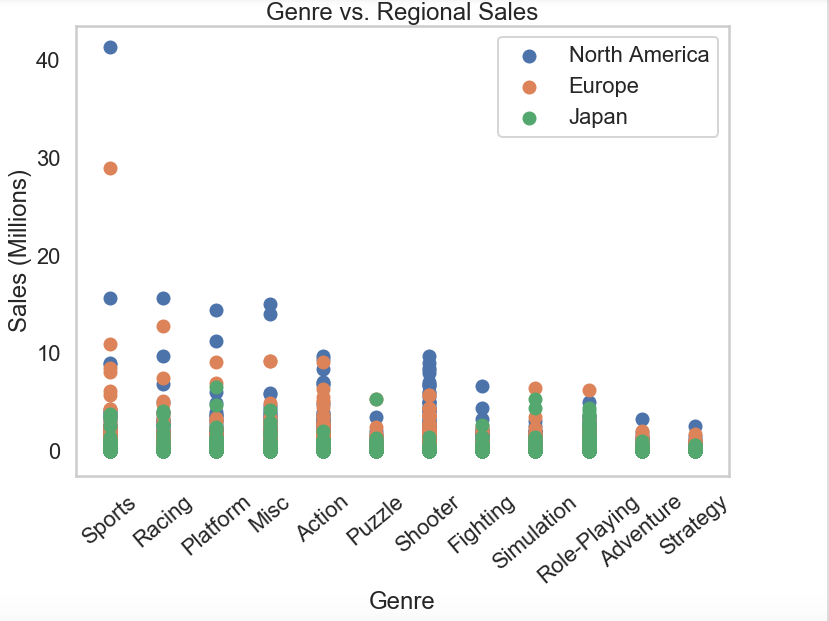 Genre vs. Regional Sales
North America
Europe
Japan
Sales (Millions)
40
30
20
10
0
Sports
Racing
Platform
Misc
Action
Puzzle
Shooter
Fighting
Simulation
Role-Playing
Adventure
Strategy
Genre